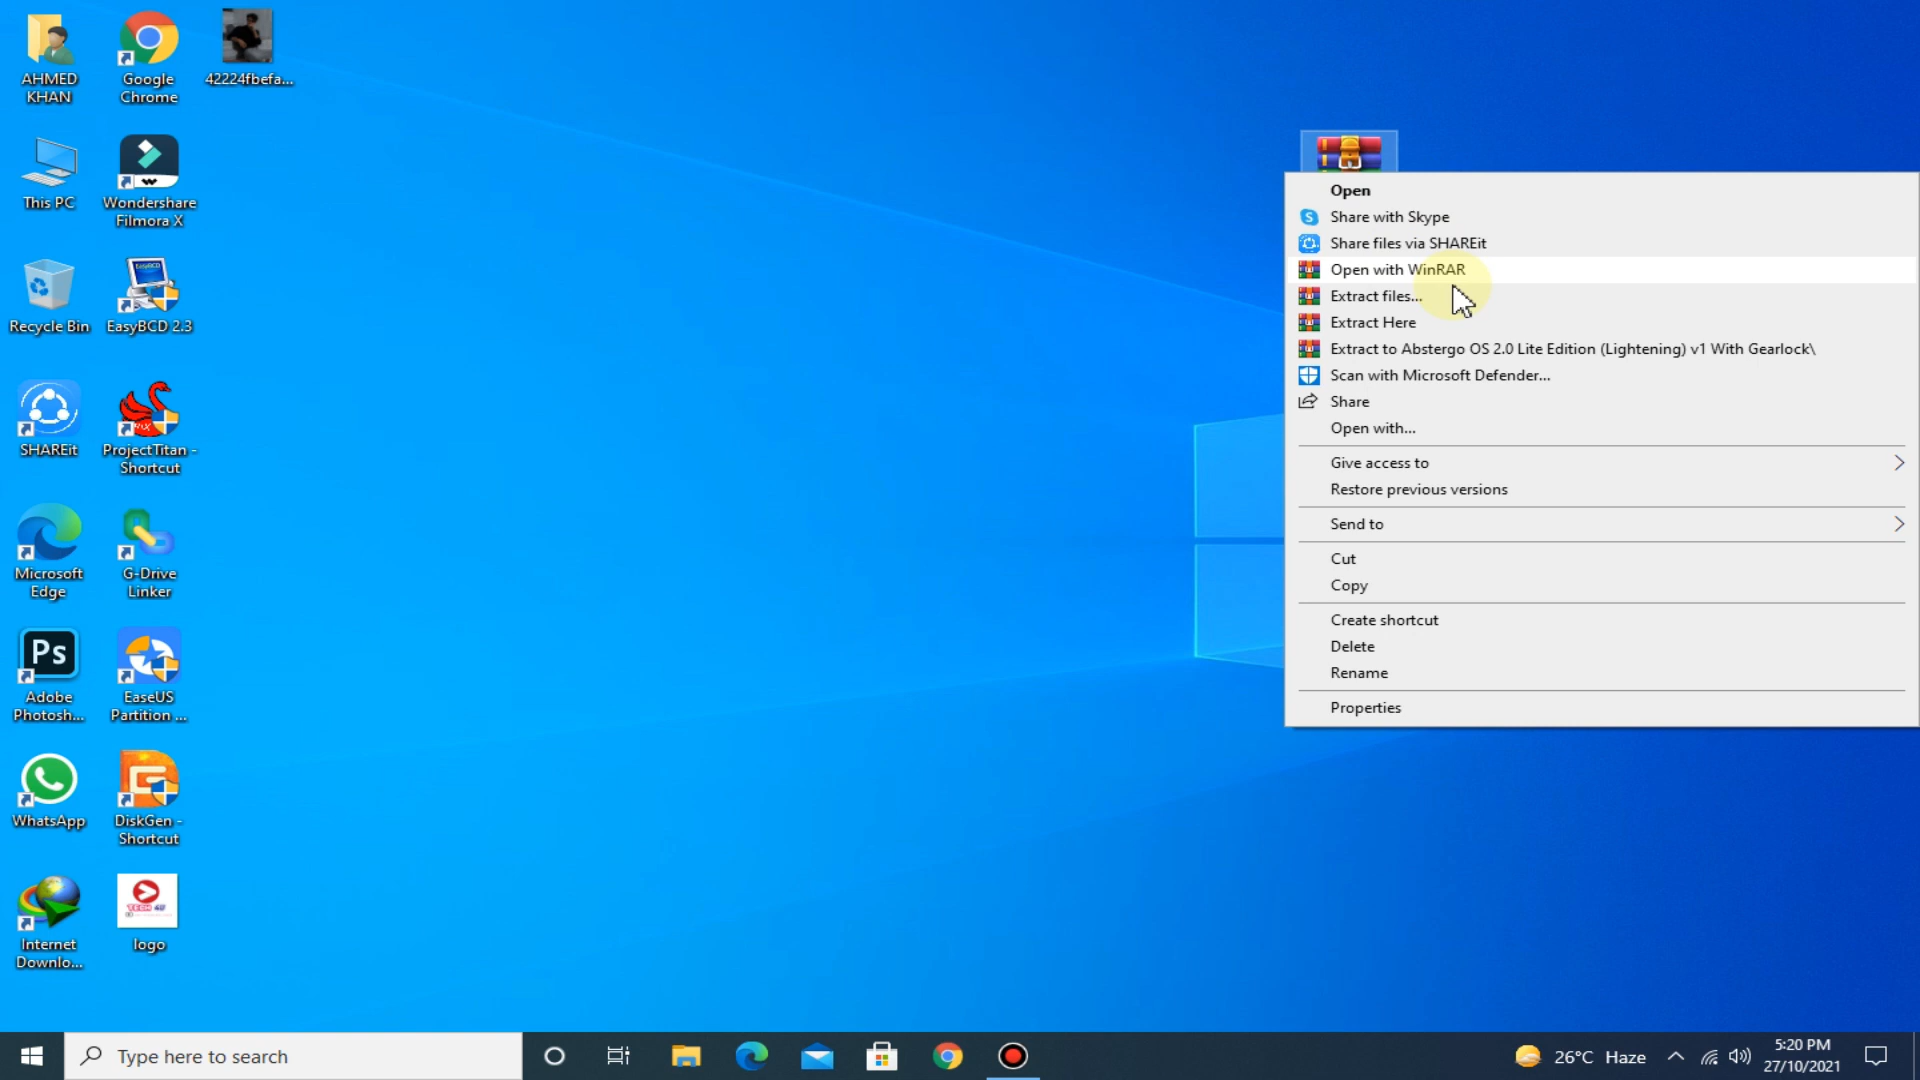 AHMED
KHAN
Google
Chrome
42224fbefa...
This PC
Wondershare
Filmora X
Recycle Bin
EasyBCD 2.3
SHAREit
ProjectTitan -
Shortcut
Microsoft
Edge
G-Drive
Linker
Ps
Adobe
Photosh...
EaseUS
Partition ...
WhatsApp
DiskGen -
Shortcut
Internet
Downlo...
TECH 4U
logo
Open
Share with Skype
Share files via SHAREit
Open with WinRAR
Extract files...
Extract Here
Extract to Abstergo OS 2.0 Lite Edition (Lightening) v1 With Gearlock\
Scan with Microsoft Defender...
Share
Open with...
Give access to
Restore previous versions
Send to
Cut
Copy
Create shortcut
Delete
Rename
Properties
Type here to search
26°C Haze
5:20 PM
27/10/2021